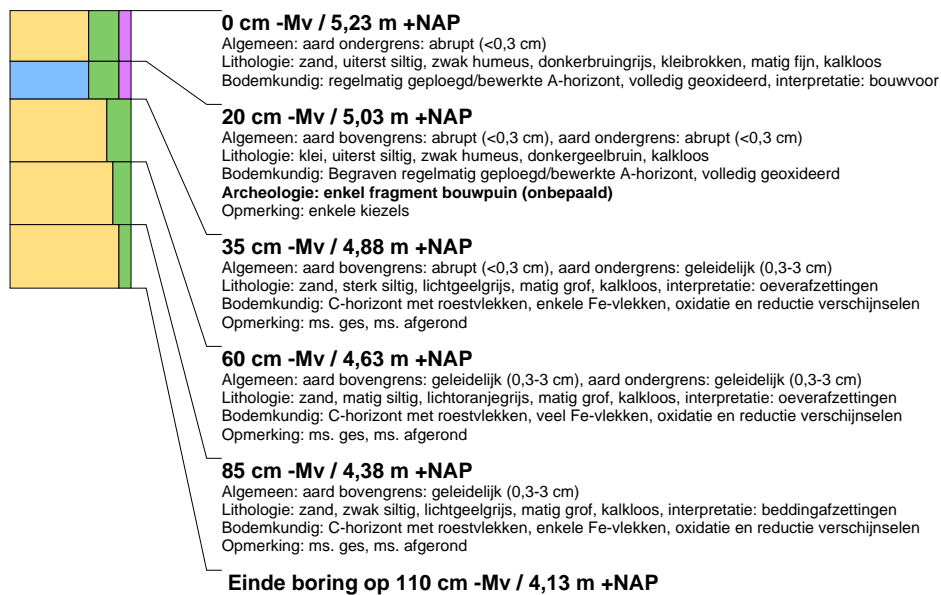 0 cm -Mv / 5,23 m +NAP
Algemeen: aard ondergrens: abrupt (<0,3 cm)
Lithologie: zand, uiterst siltig, zwak humeus, donkerbruingrijs, kleibrokken, matig fijn, kalkloos
Bodemkundig: regelmatig geploegd/bewerkte A-horizont, volledig geoxideerd, interpretatie: bouwvoor
20 cm -Mv / 5,03 m +NAP
Algemeen: aard bovengrens: abrupt (<0,3 cm), aard ondergrens: abrupt (<0,3 cm)
Lithologie: klei, uiterst siltig, zwak humeus, donkergeelbruin, kalkloos
Bodemkundig: Begraven regelmatig geploegd/bewerkte A-horizont, volledig geoxideerd
Archeologie: enkel fragment bouwpuin (onbepaald)
Opmerking: enkele kiezels
35 cm -Mv / 4,88 m +NAP
Algemeen: aard bovengrens: abrupt (<0,3 cm), aard ondergrens: geleidelijk (0,3-3 cm)
Lithologie: zand, sterk siltig, lichtgeelgrijs, matig grof, kalkloos, interpretatie: oeverafzettingen
Bodemkundig: C-horizont met roestvlekken, enkele Fe-vlekken, oxidatie en reductie verschijnselen
Opmerking: ms. ges, ms. afgerond
60 cm -Mv / 4,63 m +NAP
Algemeen: aard bovengrens: geleidelijk (0,3-3 cm), aard ondergrens: geleidelijk (0,3-3 cm)
Lithologie: zand, matig siltig, lichtoranjegrijs, matig grof, kalkloos, interpretatie: oeverafzettingen
Bodemkundig: C-horizont met roestvlekken, veel Fe-vlekken, oxidatie en reductie verschijnselen
Opmerking: ms. ges, ms. afgerond
85 cm -Mv / 4,38 m +NAP
Algemeen: aard bovengrens: geleidelijk (0,3-3 cm)
Lithologie: zand, zwak siltig, lichtgeelgrijs, matig grof, kalkloos, interpretatie: beddingafzettingen
Bodemkundig: C-horizont met roestvlekken, enkele Fe-vlekken, oxidatie en reductie verschijnselen
Opmerking: ms. ges, ms. afgerond
Einde boring op 110 cm -Mv / 4,13 m +NAP